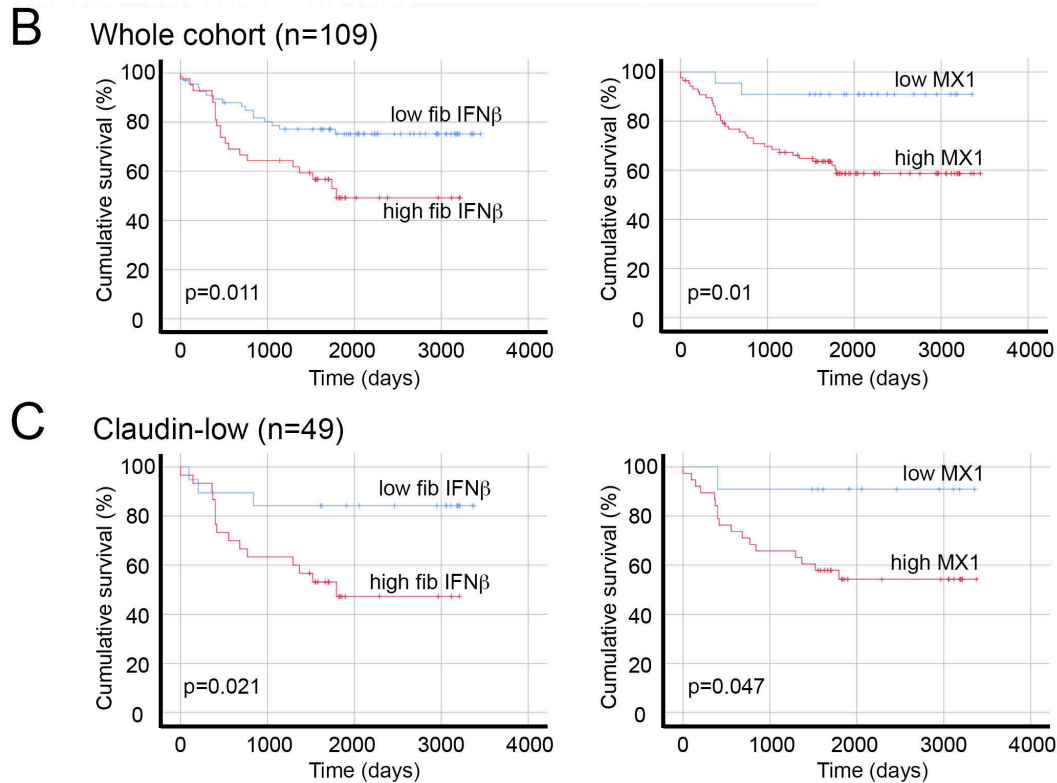 B
Whole cohort (n=109)
Cumulative survival (%)
100
80
60
40
20
0
low fib IFNβ
high fib IFNβ
p=0.011
0 1000 2000 3000 4000
Time (days)
Cumulative survival (%)
100
80
60
40
20
0
low MX1
high MX1
p=0.01
0 1000 2000 3000 4000
Time (days)
C
Claudin-low (n=49)
Cumulative survival (%)
100
80
60
40
20
0
low fib IFNβ
high fib IFNβ
p=0.021
0 1000 2000 3000 4000
Time (days)
Cumulative survival (%)
100
80
60
40
20
0
low MX1
high MX1
p=0.047
0 1000 2000 3000 4000
Time (days)